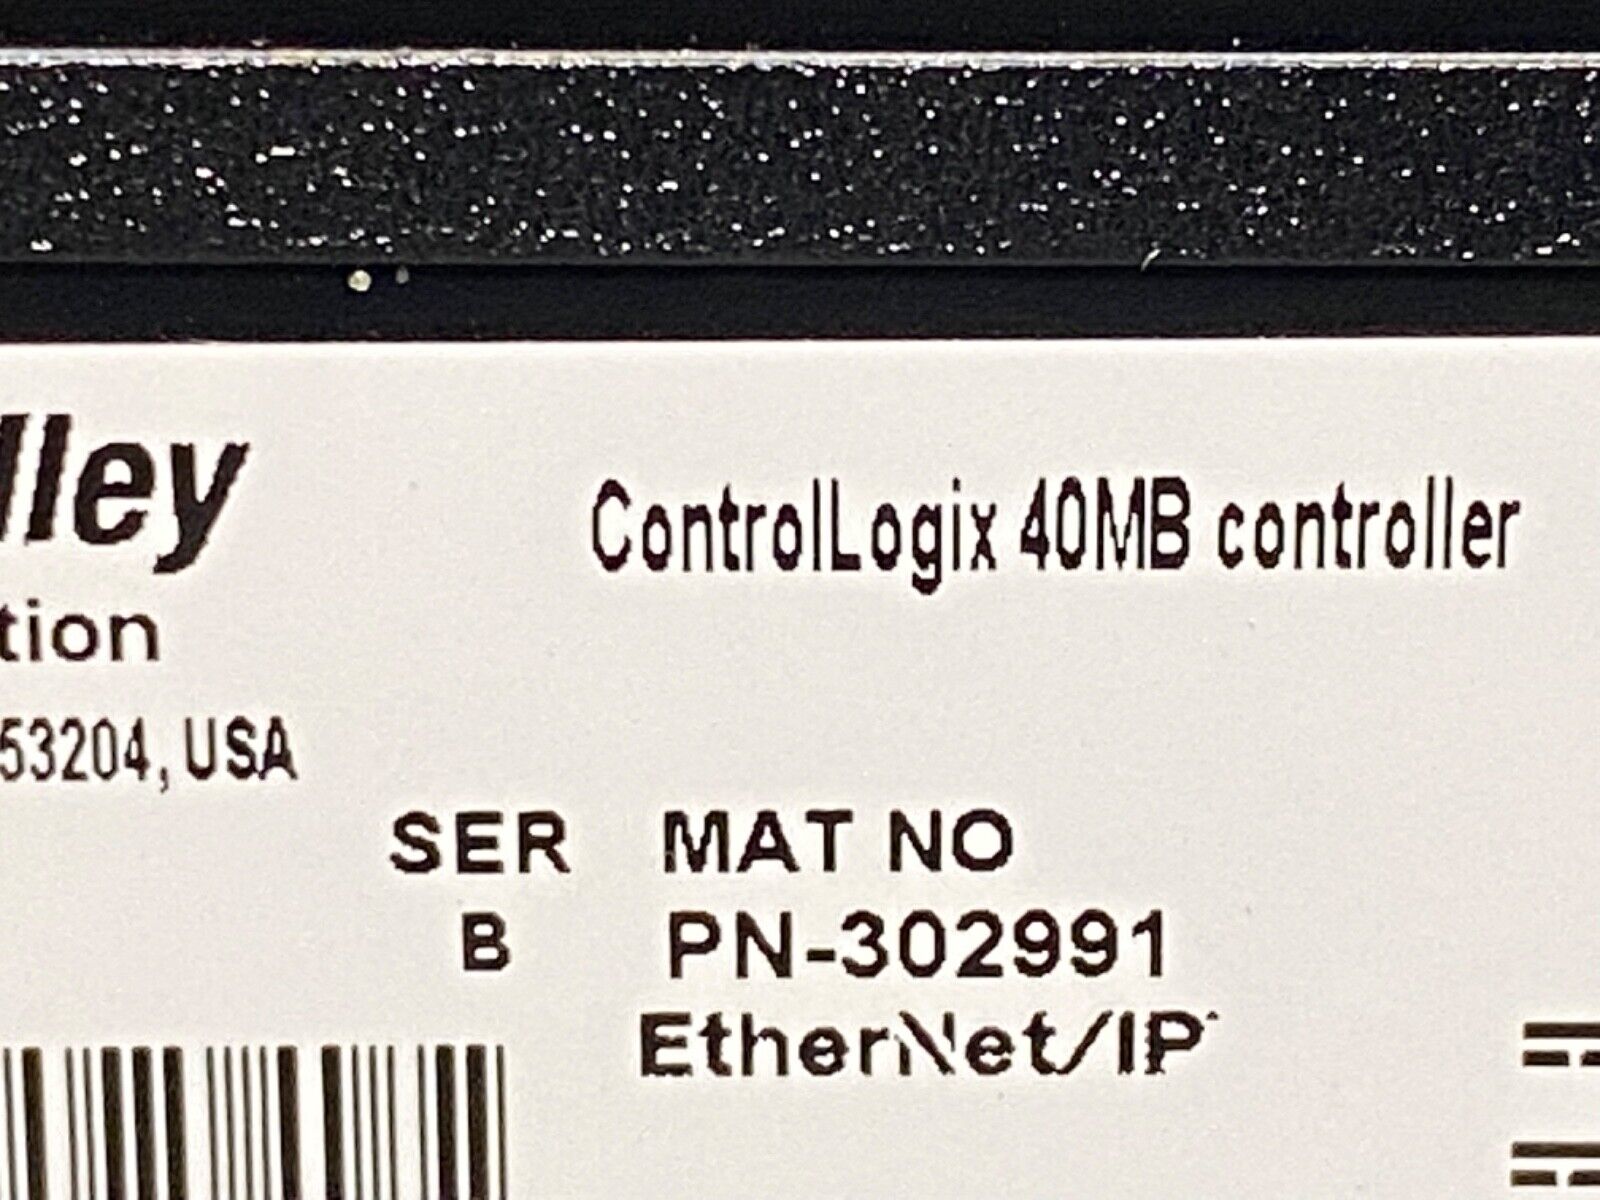 lley
ControlLogix 40MB controller
tion
53204, USA
SER MAT NO
B PN-302991
EtherNet/IP